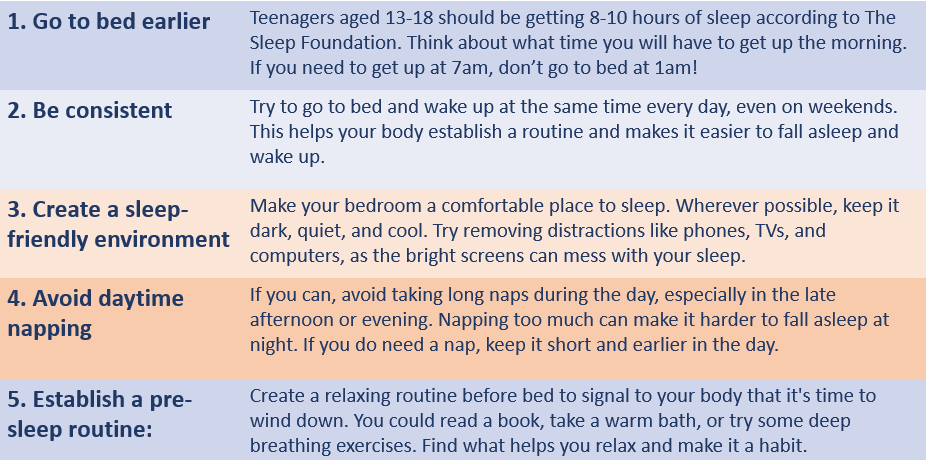 1. Go to bed earlier
Teenagers aged 13-18 should be getting 8-10 hours of sleep according to The
Sleep Foundation. Think about what time you will have to get up the morning.
If you need to get up at 7am, don’t go to bed at 1am!
2. Be consistent
Try to go to bed and wake up at the same time every day, even on weekends.
This helps your body establish a routine and makes it easier to fall asleep and
wake up.
3. Create a sleep-
friendly environment
Make your bedroom a comfortable place to sleep. Wherever possible, keep it
dark, quiet, and cool. Try removing distractions like phones, TVs, and
computers, as the bright screens can mess with your sleep.
4. Avoid daytime
napping
If you can, avoid taking long naps during the day, especially in the late
afternoon or evening. Napping too much can make it harder to fall asleep at
night. If you do need a nap, keep it short and earlier in the day.
5. Establish a pre-
sleep routine:
Create a relaxing routine before bed to signal to your body that it's time to
wind down. You could read a book, take a warm bath, or try some deep
breathing exercises. Find what helps you relax and make it a habit.